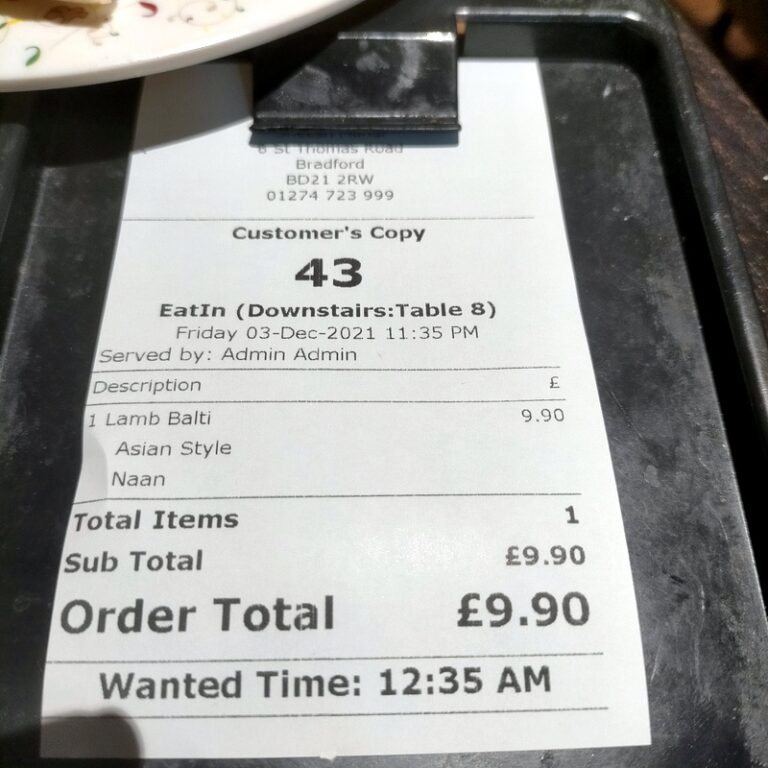 6 St Thomas Road
Bradford
BD21 2RW
01274 723 999
Customer's Copy
43
EatIn (Downstairs:Table 8)
Friday 03-Dec-2021 11:35 PM
Served by: Admin Admin
Description £
1 Lamb Balti 9.90
Asian Style
Naan
Total Items 1
Sub Total £9.90
Order Total £9.90
Wanted Time: 12:35 AM